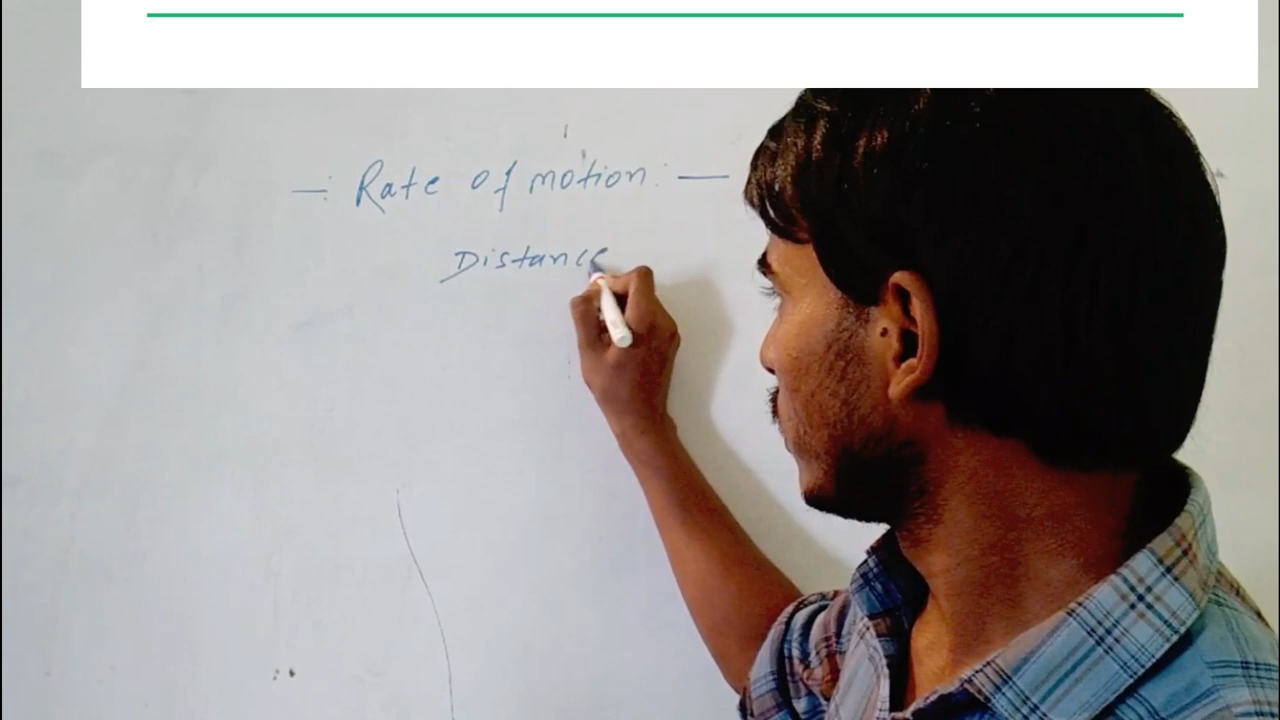 — : Rate of motion : —
Distance